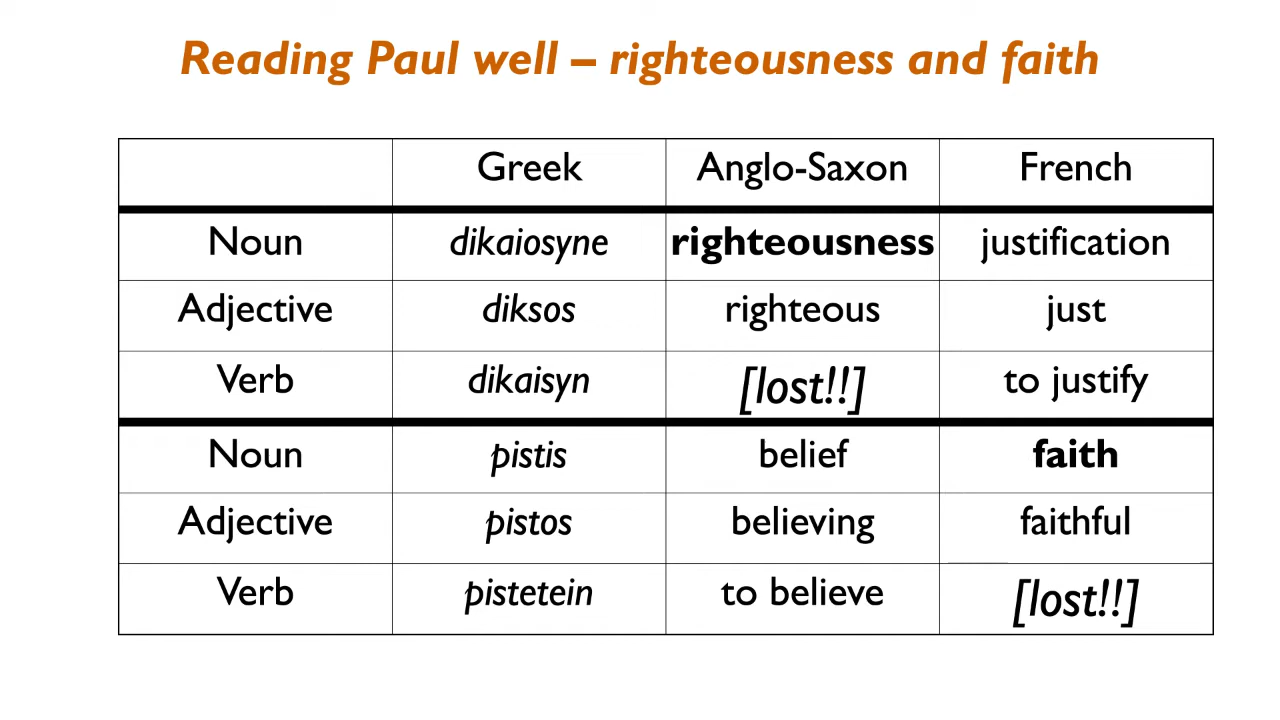 Reading Paul well – righteousness and faith
Greek Anglo-Saxon French
Noun dikaiosyne righteousness justification
Adjective diksos righteous just
Verb dikaisyn [lost!!] to justify
Noun pistis belief faith
Adjective pistos believing faithful
Verb pistetein to believe [lost!!]